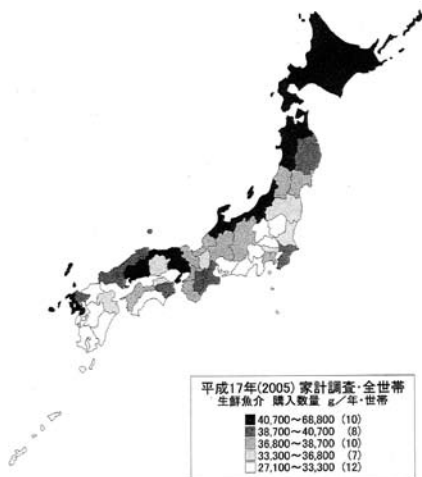 平成17年(2005) 家計調査・全世帯
生鮮魚介 購入数量 g/年・世帯
40,700～68,800 (10)
38,700～40,700 (8)
36,800～38,700 (10)
33,300～36,800 (7)
27,100～33,300 (12)